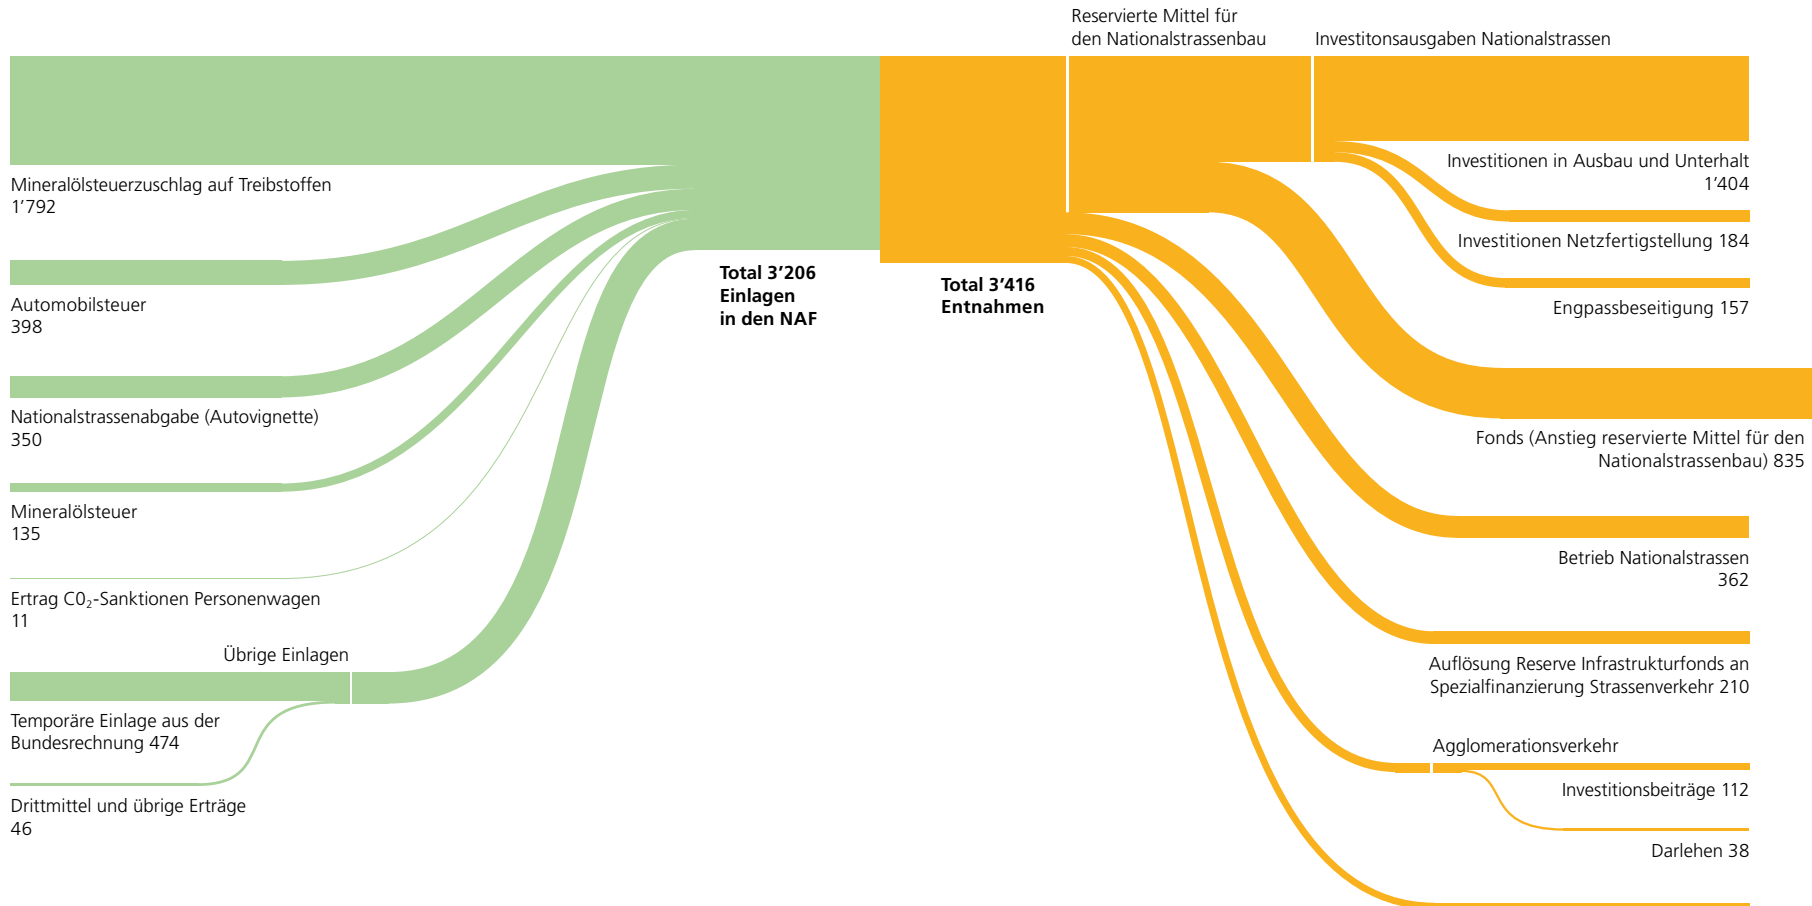 Reservierte Mittel für
den Nationalstrassenbau
Investitonsausgaben Nationalstrassen
Mineralölsteuerzuschlag auf Treibstoffen
1’792
Automobilsteuer
398
Nationalstrassenabgabe (Autovignette)
350
Mineralölsteuer
135
Ertrag C0₂-Sanktionen Personenwagen
11
Übrige Einlagen
Temporäre Einlage aus der
Bundesrechnung 474
Drittmittel und übrige Erträge
46
Total 3’206
Einlagen
in den NAF
Total 3’416
Entnahmen
Investitionen in Ausbau und Unterhalt
1‘404
Investitionen Netzfertigstellung 184
Engpassbeseitigung 157
Fonds (Anstieg reservierte Mittel für den
Nationalstrassenbau) 835
Betrieb Nationalstrassen
362
Auflösung Reserve Infrastrukturfonds an
Spezialfinanzierung Strassenverkehr 210
Agglomerationsverkehr
Investitionsbeiträge 112
Darlehen 38